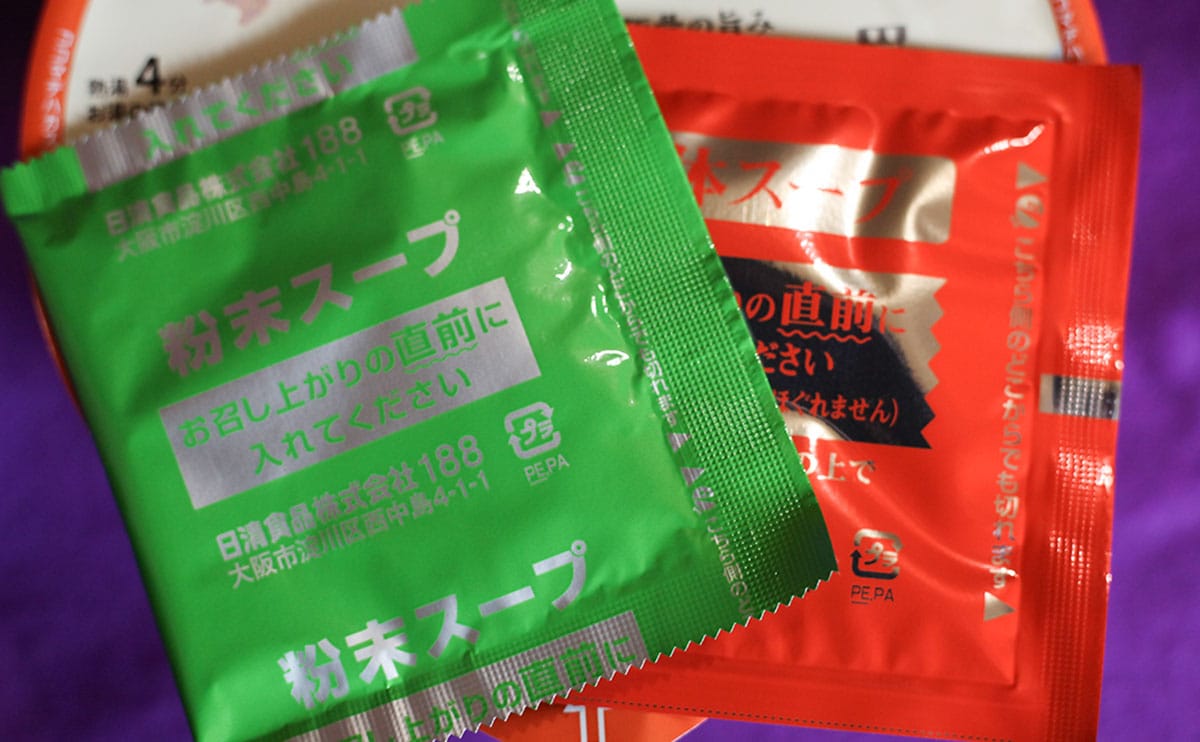 の旨み
熱湯4分
入れてください
日清食品株式会社188
大阪市淀川区西中島4-1-1
プラ
PE,PA
粉末スープ
お召し上がりの直前に
入れてください
日清食品株式会社188
大阪市淀川区西中島4-1-1
プラ
PE,PA
粉末スープ
上がりの直前に
体スープ
の直前に
ださい
ほぐれません)
の上で
プラ
PE,PA
こちら側のどこからでも切れます